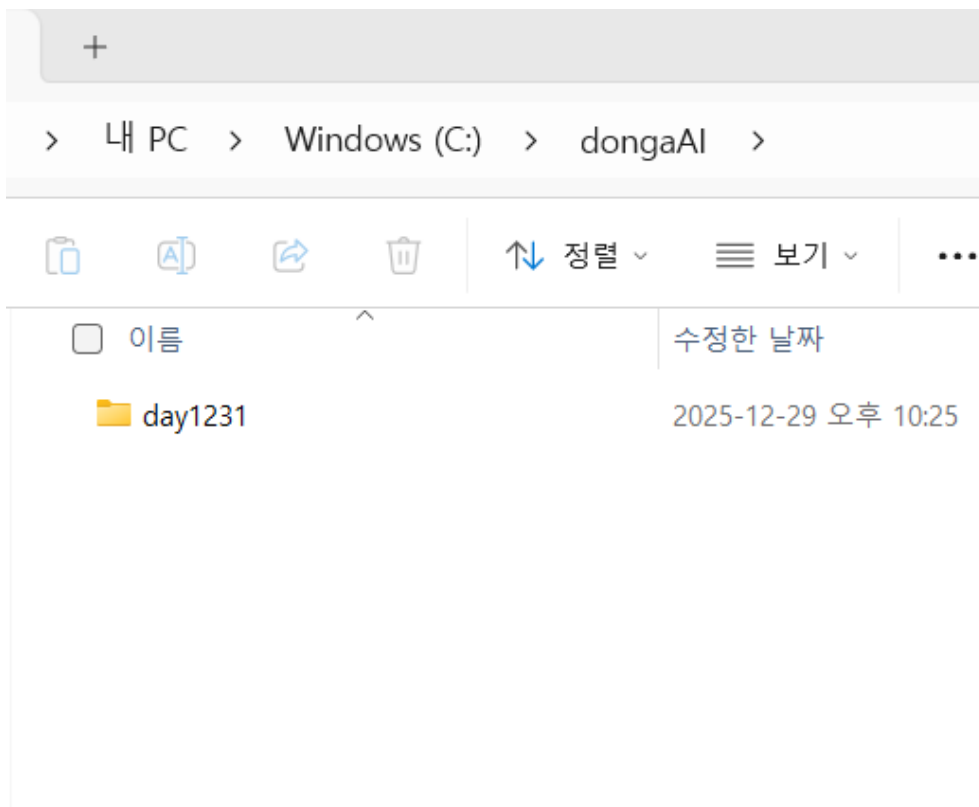 내 PC > Windows (C:) > dongaAI >
정렬 보기
이름 수정한 날짜
day1231 2025-12-29 오후 10:25